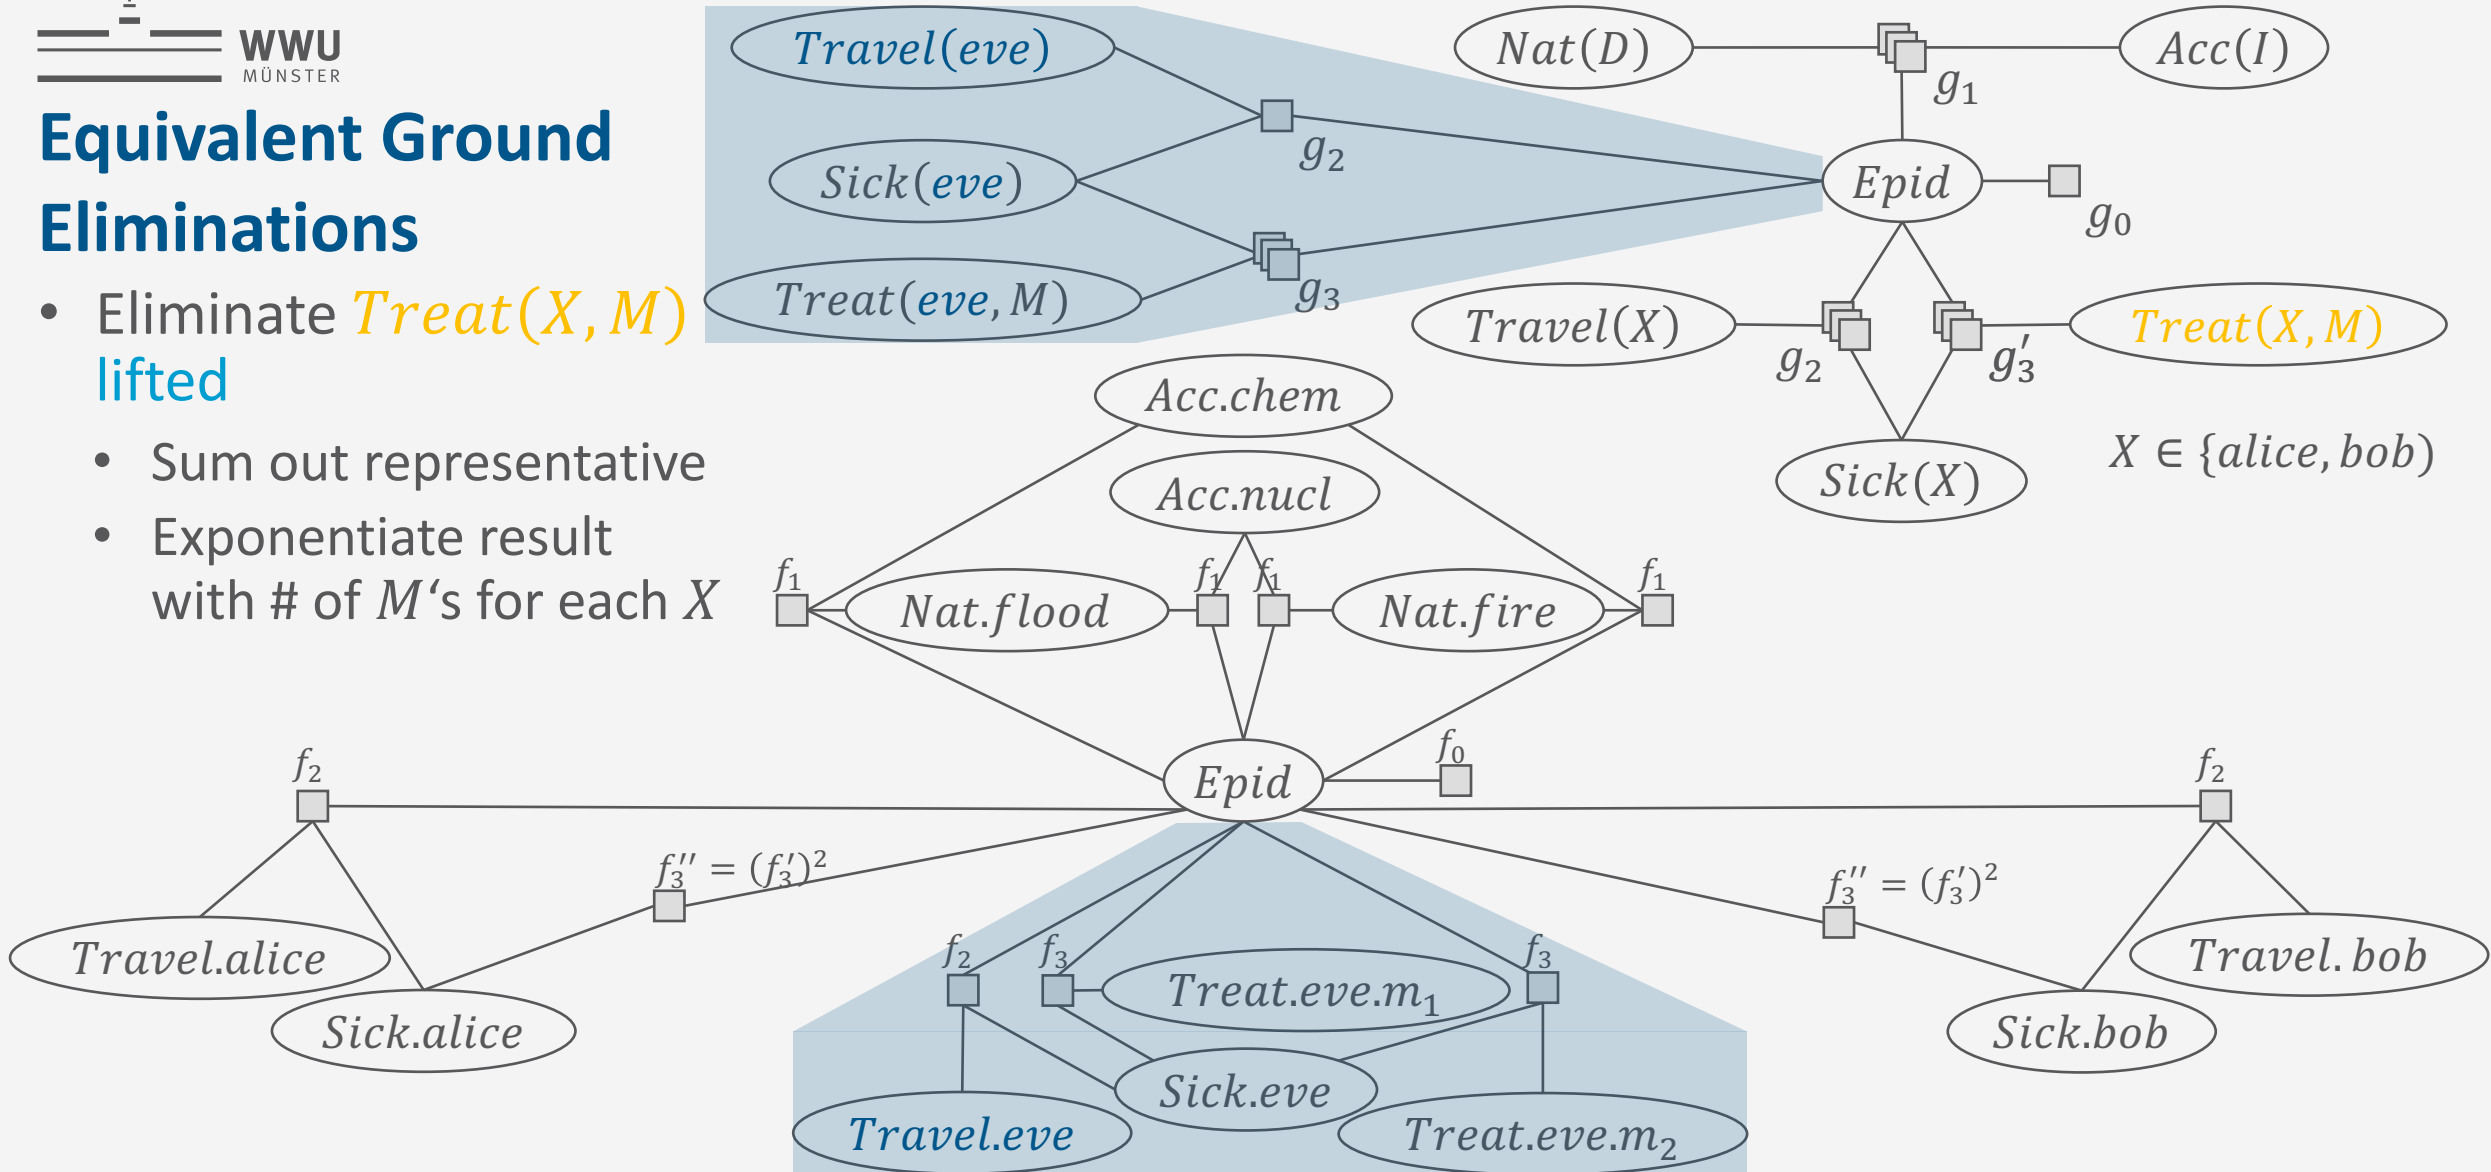 WWU
MÜNSTER
Equivalent Ground
Eliminations
• Eliminate Treat(X, M)
lifted
• Sum out representative
• Exponentiate result
with # of M‘s for each X
Travel(eve)
Sick(eve)
Treat(eve, M)
g₂
g₃
Nat(D)
Acc(I)
g₁
Epid
g₀
Travel(X)
g₂
g₃′
Treat(X, M)
Sick(X)
X ∈ {alice, bob)
Acc.chem
Acc.nucl
f₁
Nat.flood
f₁
f₁
Nat.fire
f₁
f₂
Epid
f₀
f₂
f₃′′ = (f₃′)²
f₃′′ = (f₃′)²
Travel.alice
Sick.alice
f₂
f₃
f₃
Treat.eve.m₁
Sick.eve
Travel.eve
Treat.eve.m₂
Travel. bob
Sick.bob